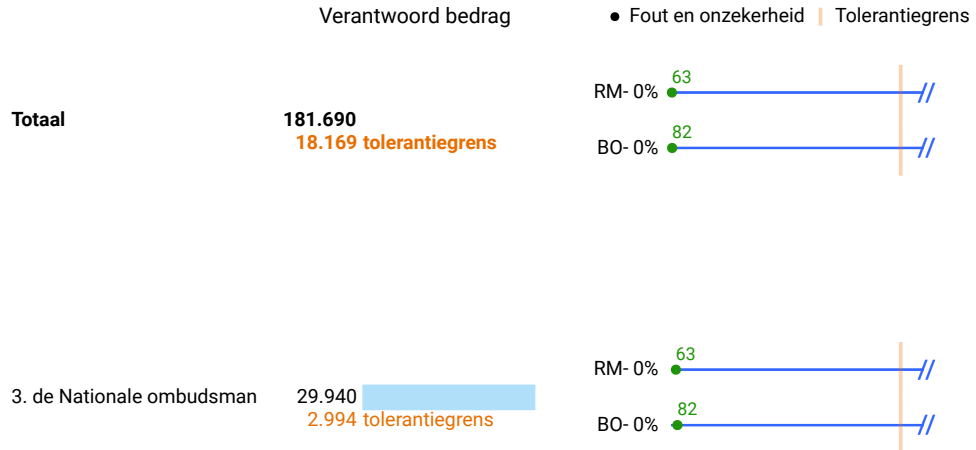 Verantwoord bedrag
Fout en onzekerheid
Tolerantiegrens
Totaal
181.690
18.169 tolerantiegrens
63
RM- 0%
82
BO- 0%
3. de Nationale ombudsman
29.940
2.994 tolerantiegrens
63
RM- 0%
82
BO- 0%